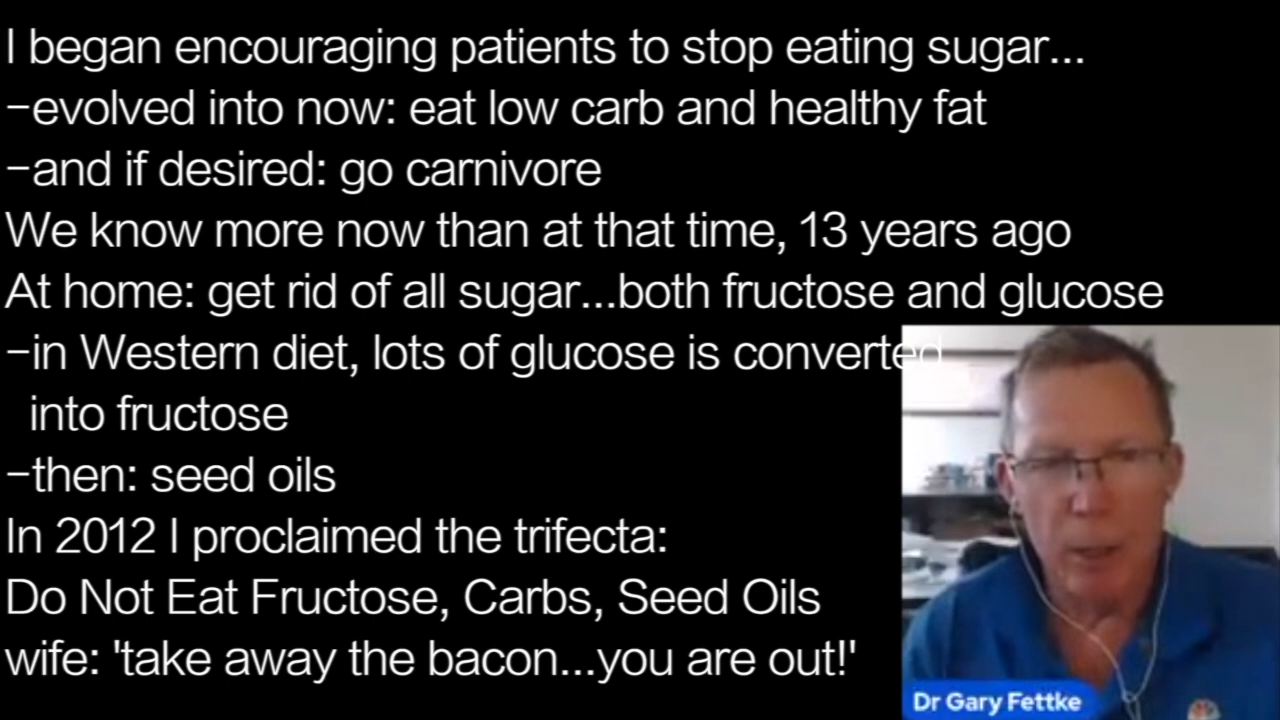 I began encouraging patients to stop eating sugar...
-evolved into now: eat low carb and healthy fat
-and if desired: go carnivore
We know more now than at that time, 13 years ago
At home: get rid of all sugar...both fructose and glucose
-in Western diet, lots of glucose is converted
into fructose
-then: seed oils
In 2012 I proclaimed the trifecta:
Do Not Eat Fructose, Carbs, Seed Oils
wife: 'take away the bacon...you are out!'
Dr Gary Fettke